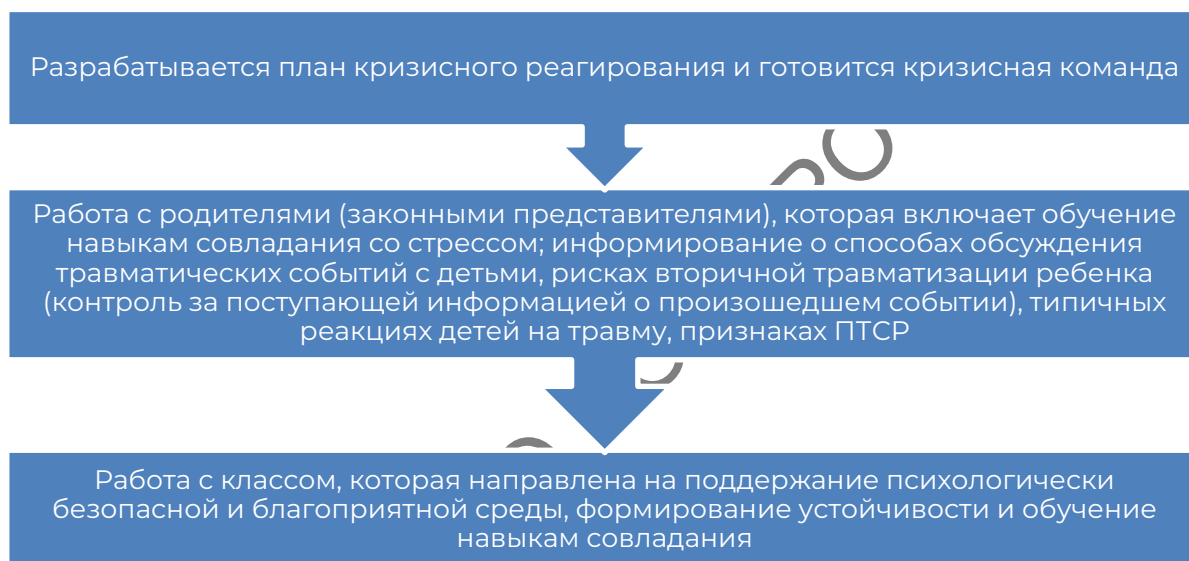 Разрабатывается план кризисного реагирования и готовится кризисная команда
Работа с родителями (законными представителями), которая включает обучение
навыкам совладания со стрессом; информирование о способах обсуждения
травматических событий с детьми, рисках вторичной травматизации ребенка
(контроль за поступающей информацией о произошедшем событии), типичных
реакциях детей на травму, признаках ПТСР
Работа с классом, которая направлена на поддержание психологически
безопасной и благоприятной среды, формирование устойчивости и обучение
навыкам совладания